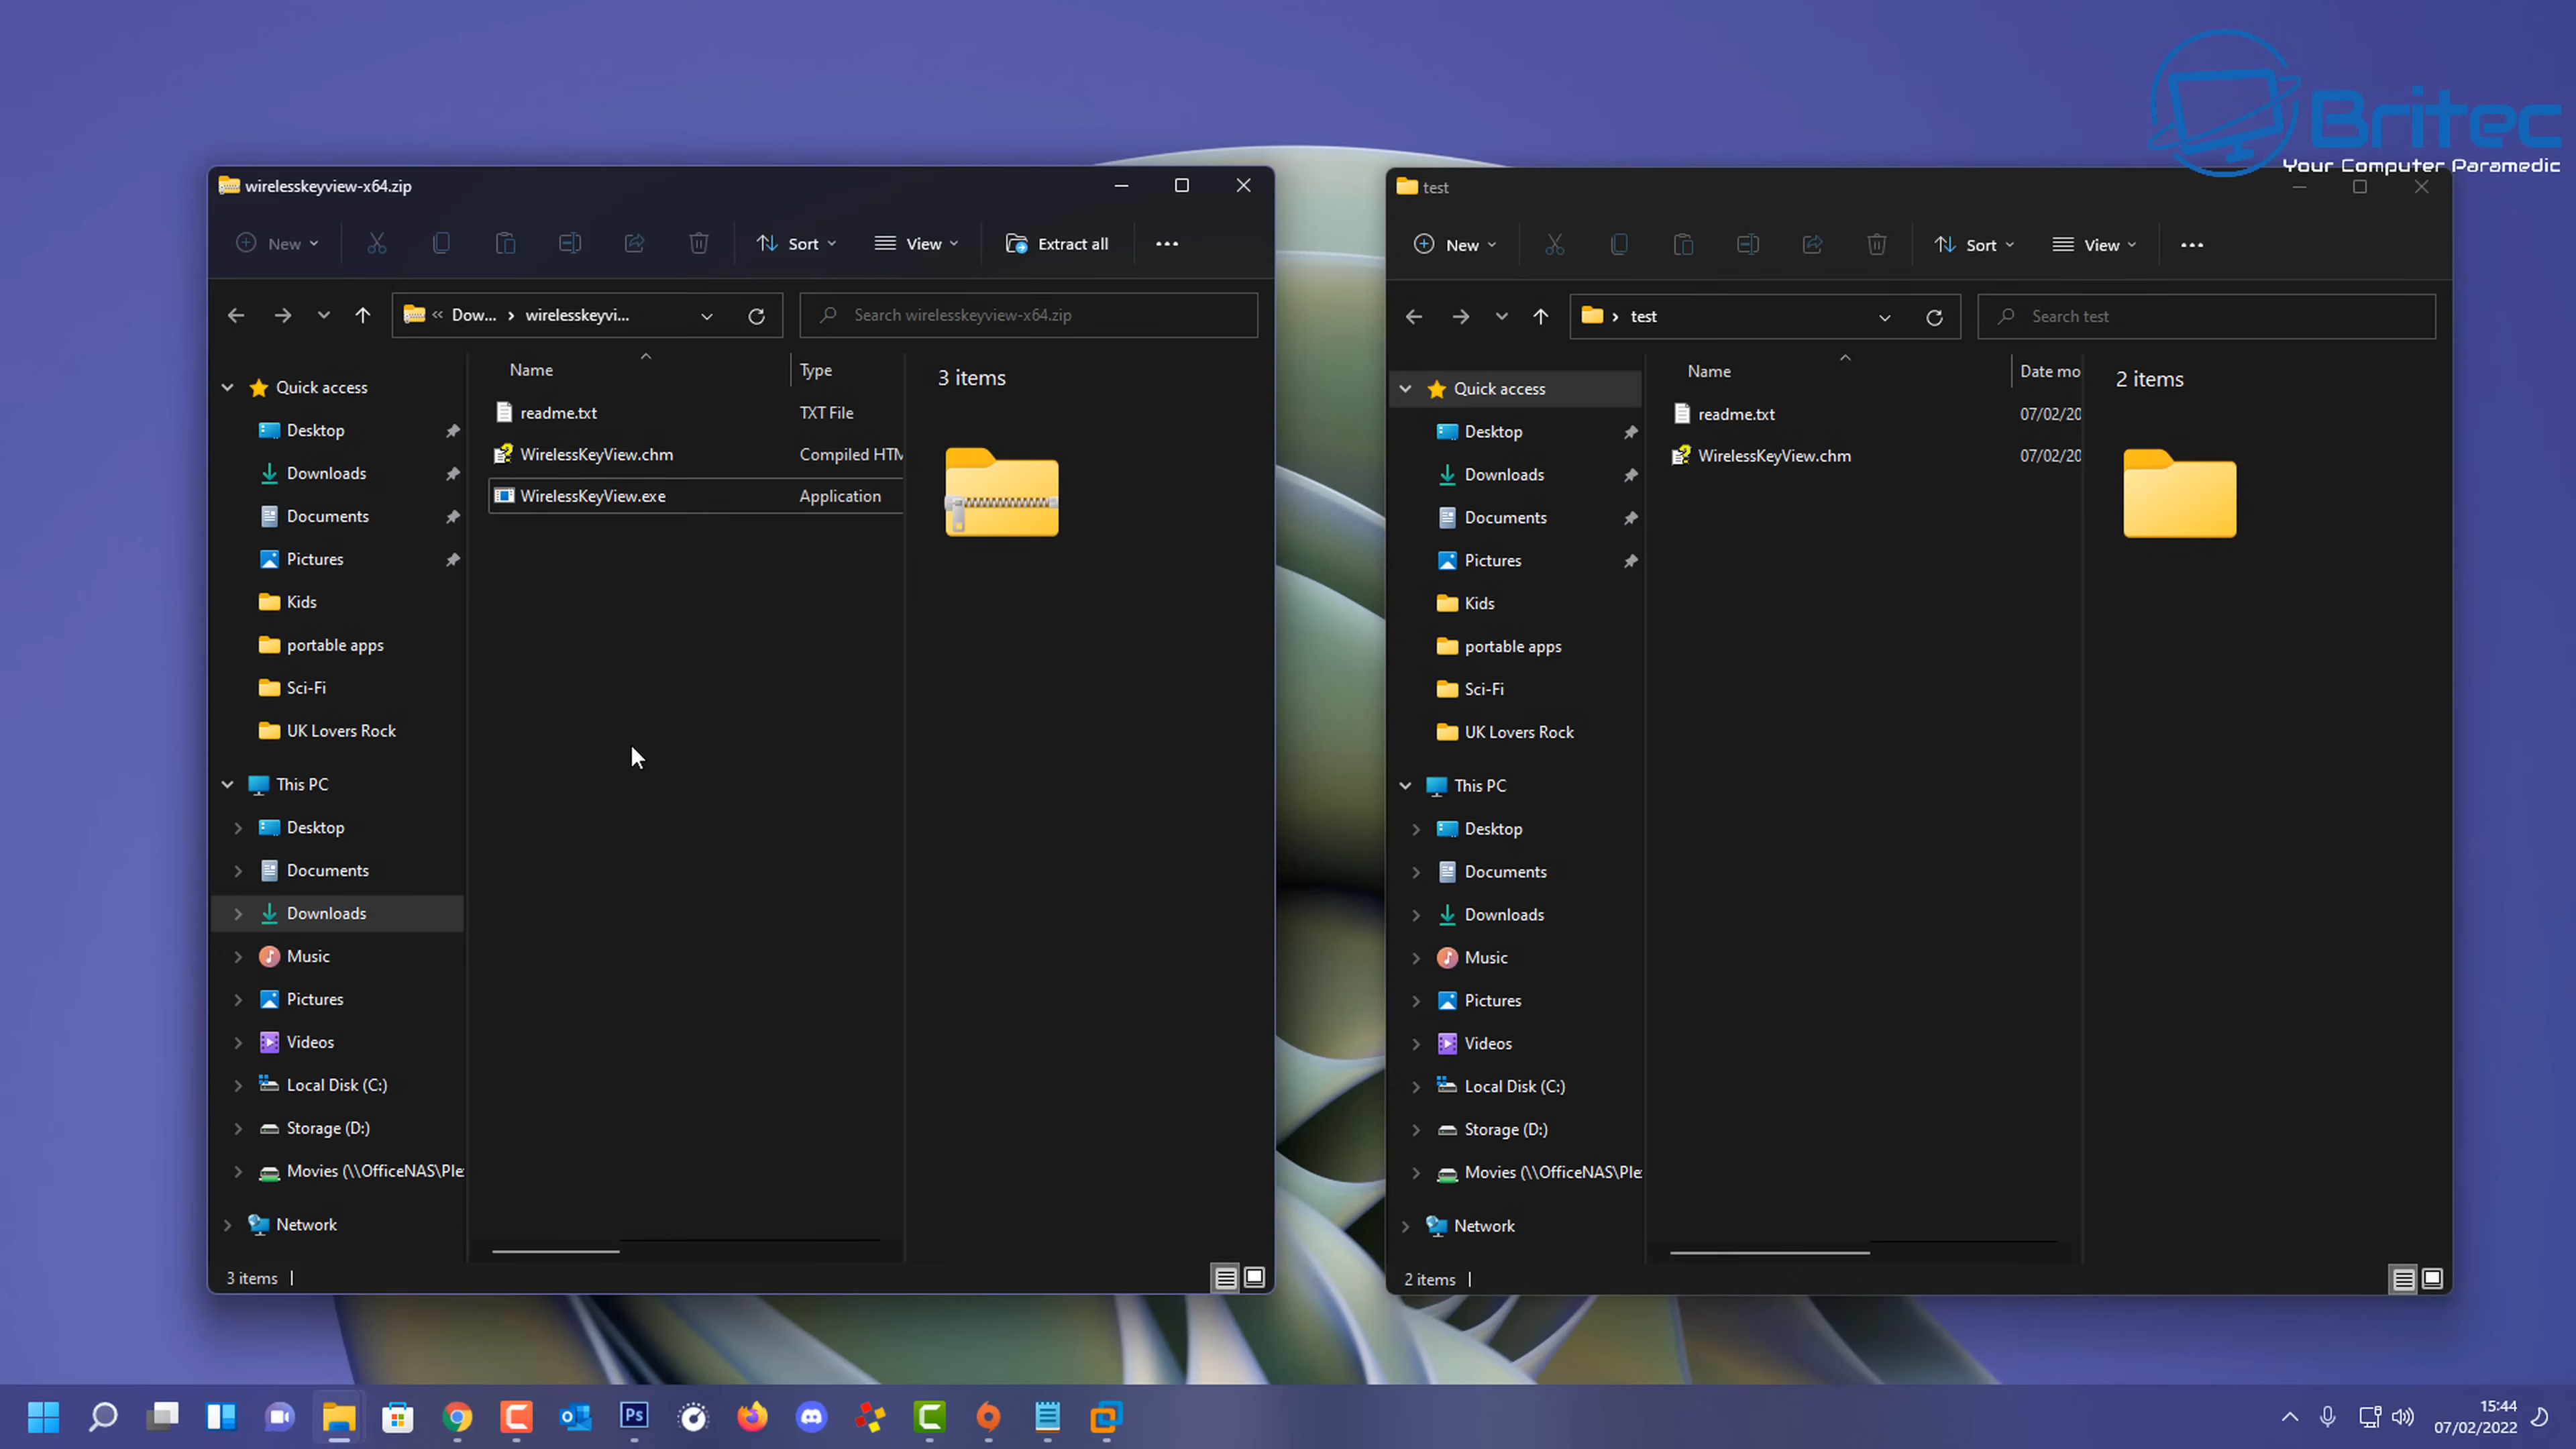 Britec
Your Computer Paramedic
wirelesskeyview-x64.zip
New
Sort
View
Extract all
Dow...
wirelesskeyvi...
Search wirelesskeyview-x64.zip
Quick access
Desktop
Downloads
Documents
Pictures
Kids
portable apps
Sci-Fi
UK Lovers Rock
This PC
Desktop
Documents
Downloads
Music
Pictures
Videos
Local Disk (C:)
Storage (D:)
Movies (\\OfficeNAS\Ple
Network
Name Type
readme.txt TXT File
WirelessKeyView.chm Compiled HTM
WirelessKeyView.exe Application
3 items
3 items
test
New
Sort
View
test
Search test
Quick access
Desktop
Downloads
Documents
Pictures
Kids
portable apps
Sci-Fi
UK Lovers Rock
This PC
Desktop
Documents
Downloads
Music
Pictures
Videos
Local Disk (C:)
Storage (D:)
Movies (\\OfficeNAS\Ple
Network
Name Date mo
readme.txt 07/02/20
WirelessKeyView.chm 07/02/20
2 items
2 items
Ps
15:44
07/02/2022